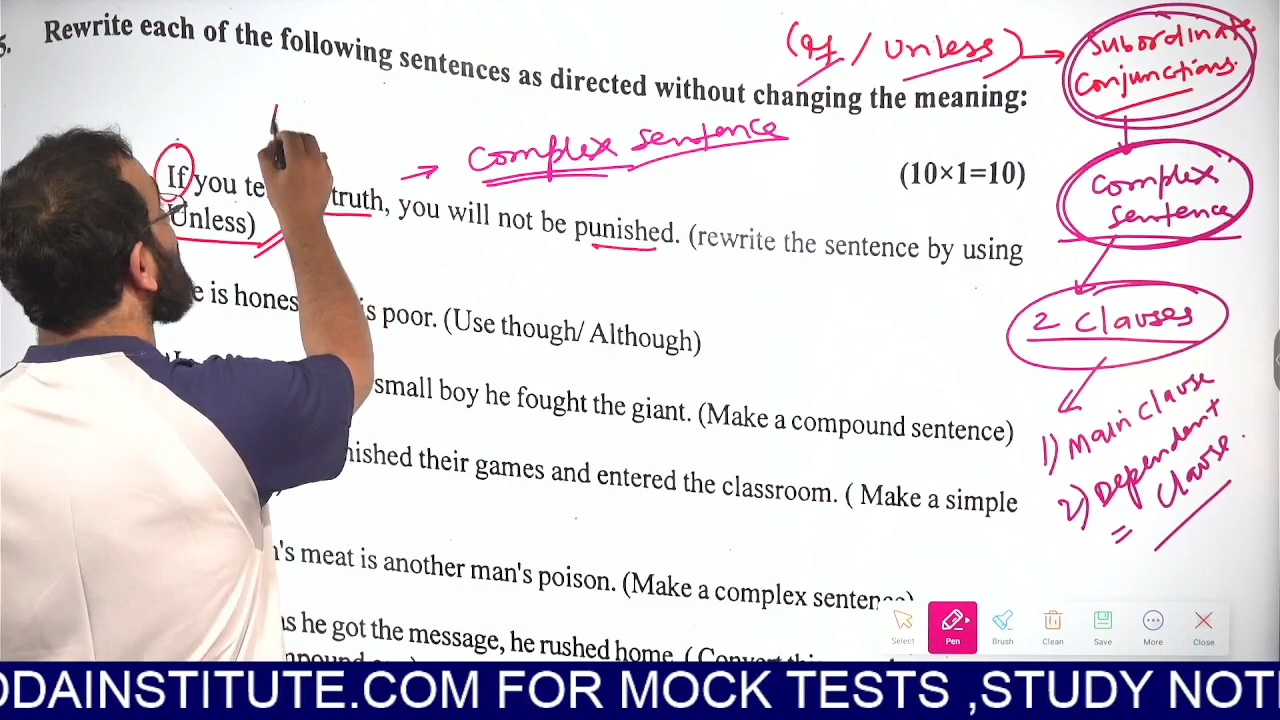 5. Rewrite each of the following sentences as directed without changing the meaning:
(If / unless) →
Subordinate
Conjunctions.
→ Complex sentence
(10×1=10)
Complex
sentence
If you te truth, you will not be punished. (rewrite the sentence by using
Unless)
2 Clauses
e is hones s poor. (Use though/ Although)
small boy he fought the giant. (Make a compound sentence)
1) Main Clause
2) Dependent
Clause.
nished their games and entered the classroom. ( Make a simple
n's meat is another man's poison. (Make a complex sentence)
as he got the message, he rushed home. (
Select Pen Brush Clean Save More Close
ODAINSTITUTE.COM FOR MOCK TESTS ,STUDY NOT